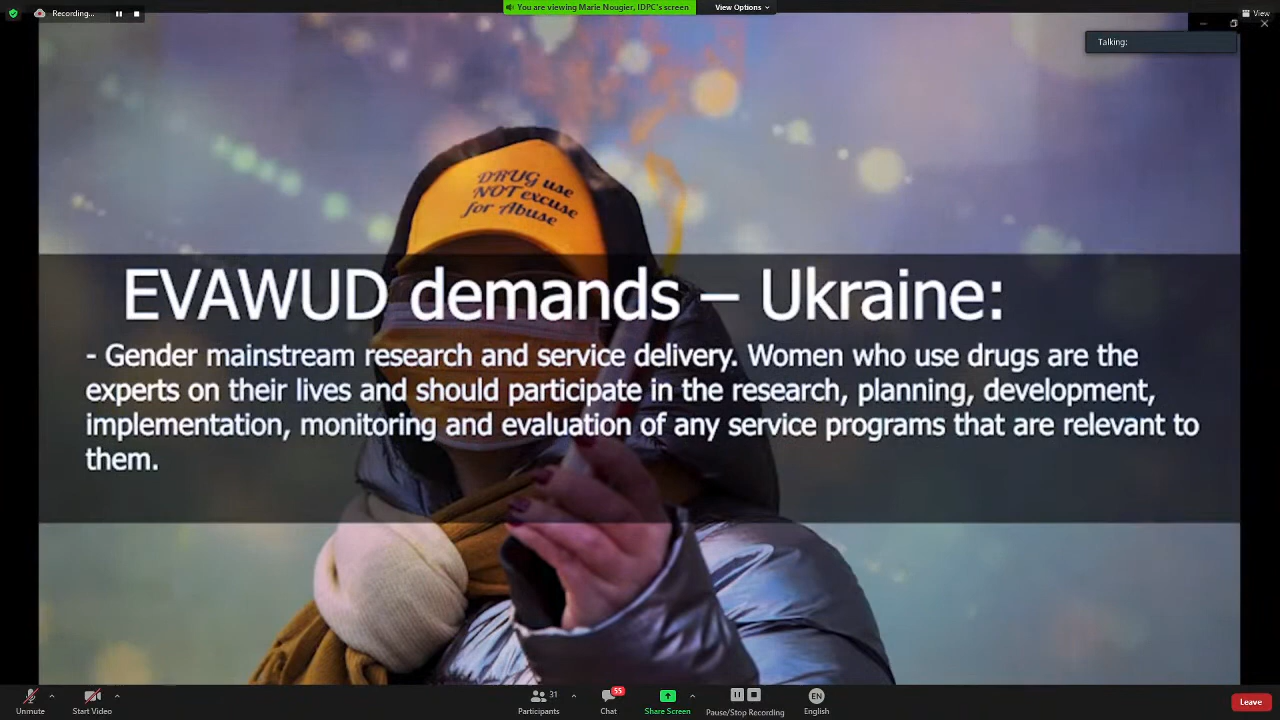 Recording...
You are viewing Marie Nougier, IDPC's screen
View Options
View
Talking:
DRUG use
NOT excuse
for Abuse
EVAWUD demands – Ukraine:
- Gender mainstream research and service delivery. Women who use drugs are the
experts on their lives and should participate in the research, planning, development,
implementation, monitoring and evaluation of any service programs that are relevant to
them.
Unmute
Start Video
31
Participants
55
Chat
Share Screen
Pause/Stop Recording
EN
English
Leave